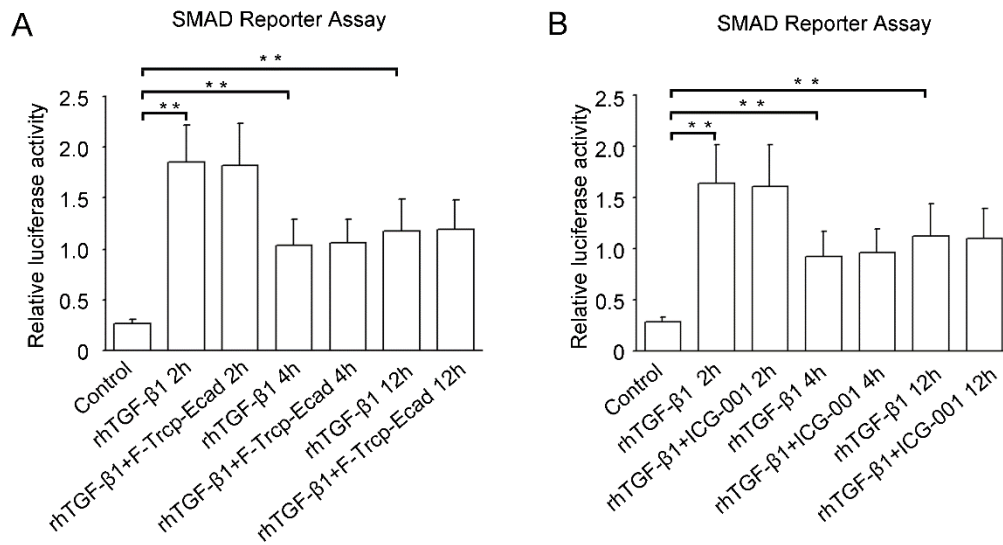 A
SMAD Reporter Assay
* *
* *
* *
Relative luciferase activity
2.5
2.0
1.5
1.0
0.5
0
Control
rhTGF-β1 2h
rhTGF-β1+F-Trcp-Ecad 2h
rhTGF-β1 4h
rhTGF-β1+F-Trcp-Ecad 4h
rhTGF-β1 12h
rhTGF-β1+F-Trcp-Ecad 12h
B
SMAD Reporter Assay
* *
* *
* *
Relative luciferase activity
2.5
2.0
1.5
1.0
0.5
0
Control
rhTGF-β1 2h
rhTGF-β1+ICG-001 2h
rhTGF-β1 4h
rhTGF-β1+ICG-001 4h
rhTGF-β1 12h
rhTGF-β1+ICG-001 12h